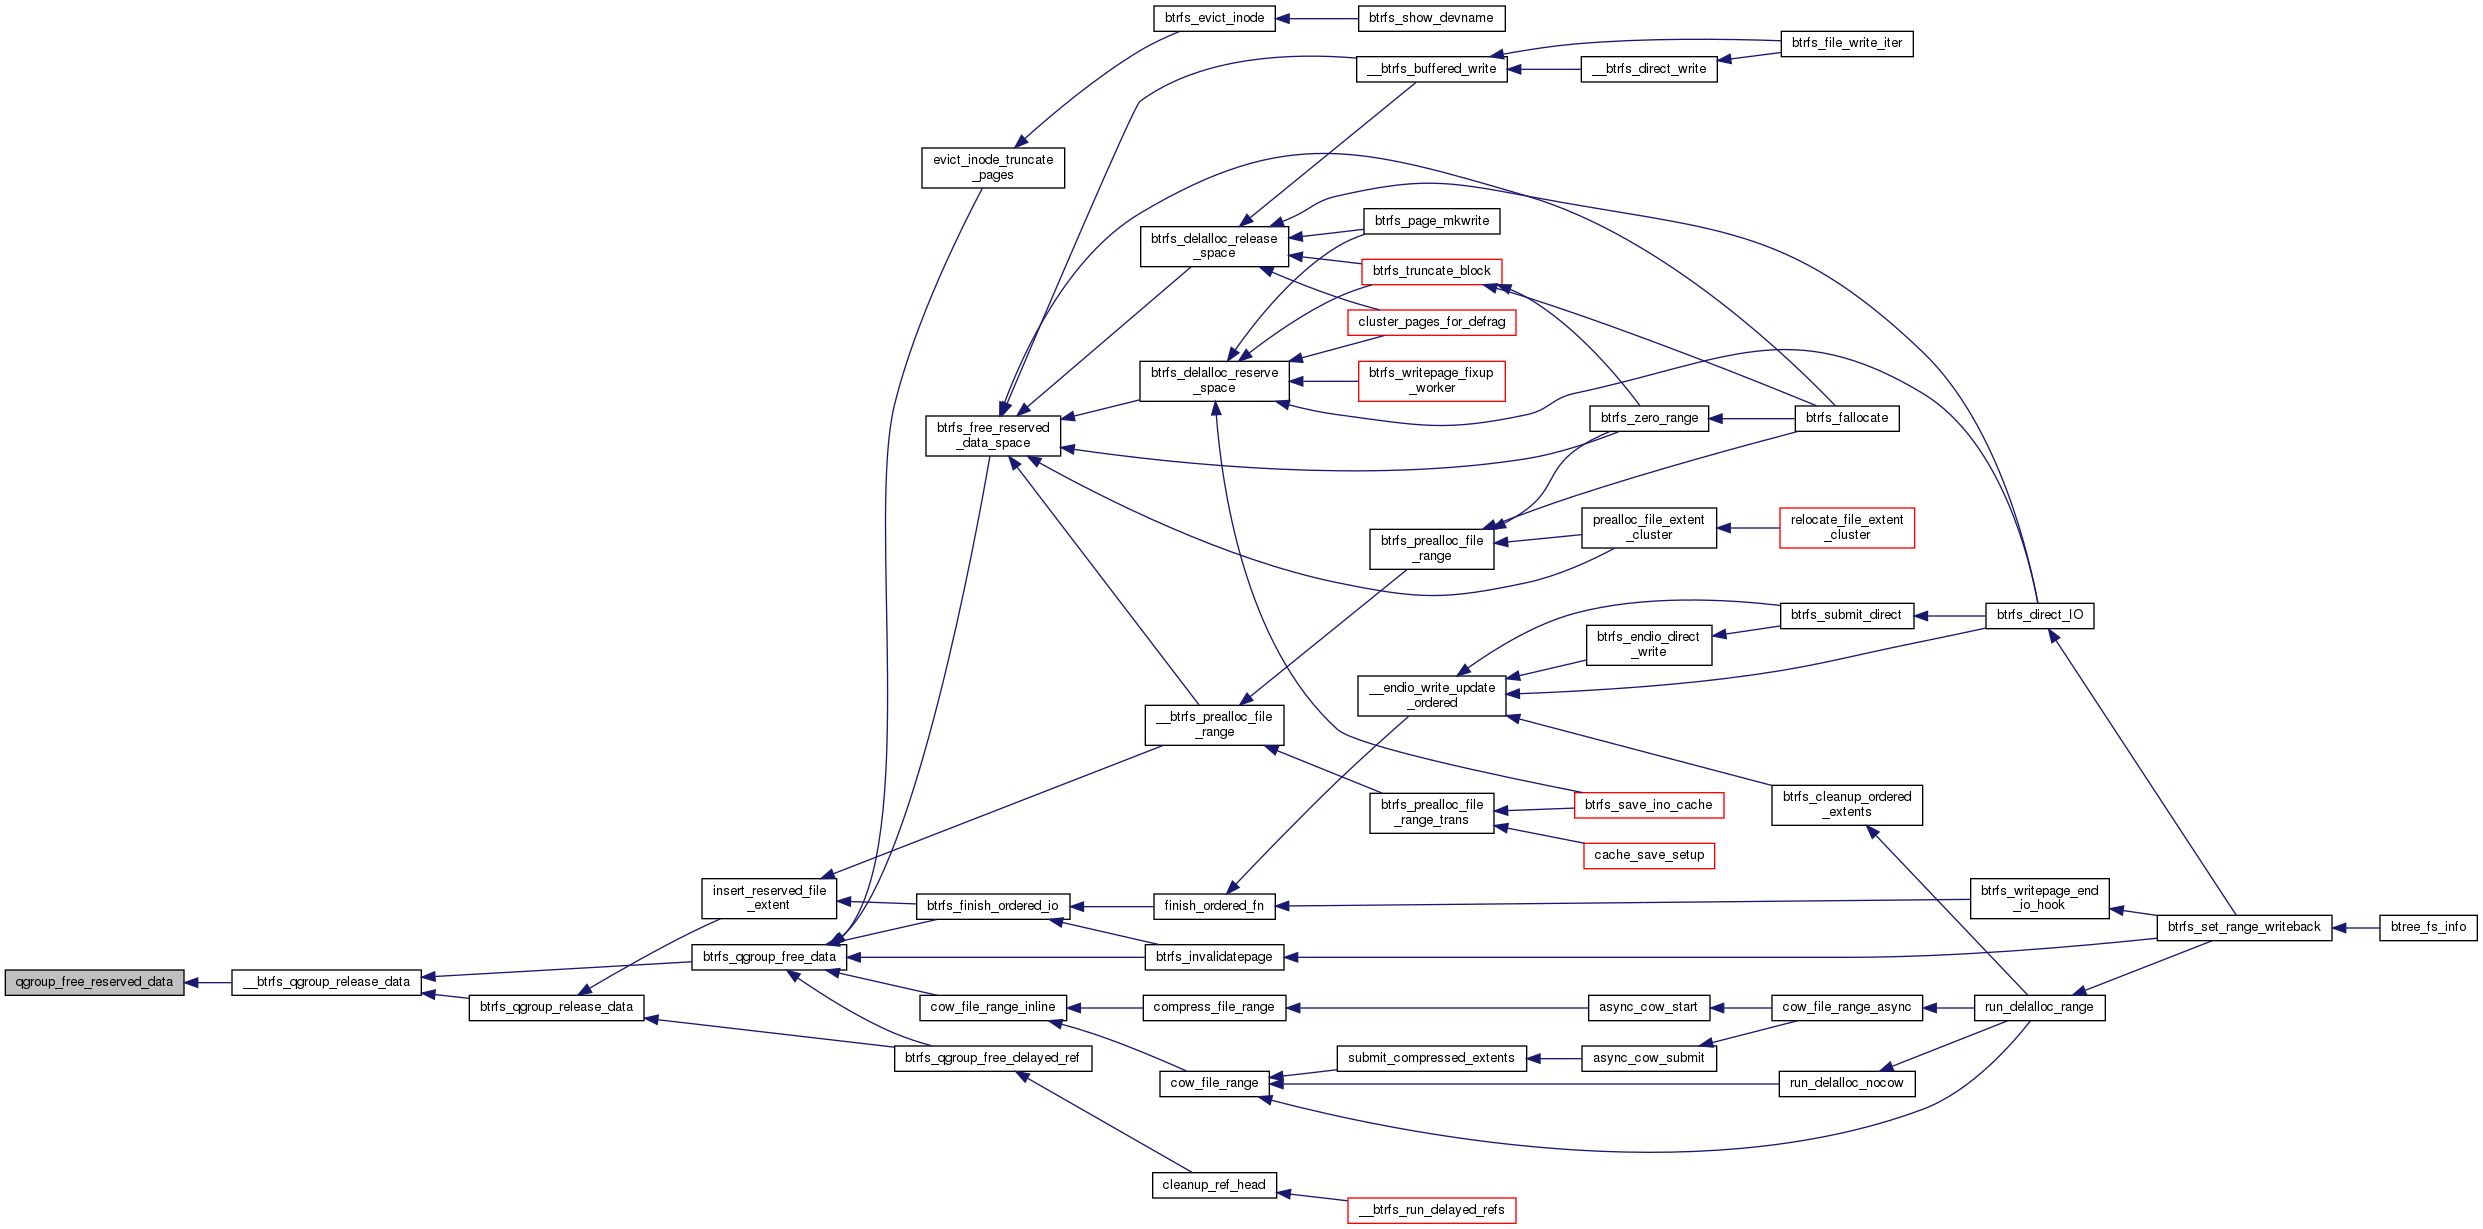 btrfs_evict_inode
btrfs_show_devname
btrfs_file_write_iter
__btrfs_buffered_write
__btrfs_direct_write
evict_inode_truncate
_pages
btrfs_page_mkwrite
btrfs_delalloc_release
_space
btrfs_truncate_block
cluster_pages_for_defrag
btrfs_delalloc_reserve
_space
btrfs_writepage_fixup
_worker
btrfs_free_reserved
_data_space
btrfs_zero_range
btrfs_fallocate
prealloc_file_extent
_cluster
relocate_file_extent
_cluster
btrfs_prealloc_file
_range
btrfs_submit_direct
btrfs_direct_IO
btrfs_endio_direct
_write
__endio_write_update
_ordered
__btrfs_prealloc_file
_range
btrfs_prealloc_file
_range_trans
btrfs_save_ino_cache
btrfs_cleanup_ordered
_extents
cache_save_setup
insert_reserved_file
_extent
btrfs_finish_ordered_io
finish_ordered_fn
btrfs_writepage_end
_io_hook
btrfs_set_range_writeback
btree_fs_info
btrfs_qgroup_free_data
btrfs_invalidatepage
qgroup_free_reserved_data
__btrfs_qgroup_release_data
btrfs_qgroup_release_data
cow_file_range_inline
compress_file_range
async_cow_start
cow_file_range_async
run_delalloc_range
btrfs_qgroup_free_delayed_ref
submit_compressed_extents
async_cow_submit
cow_file_range
run_delalloc_nocow
cleanup_ref_head
__btrfs_run_delayed_refs